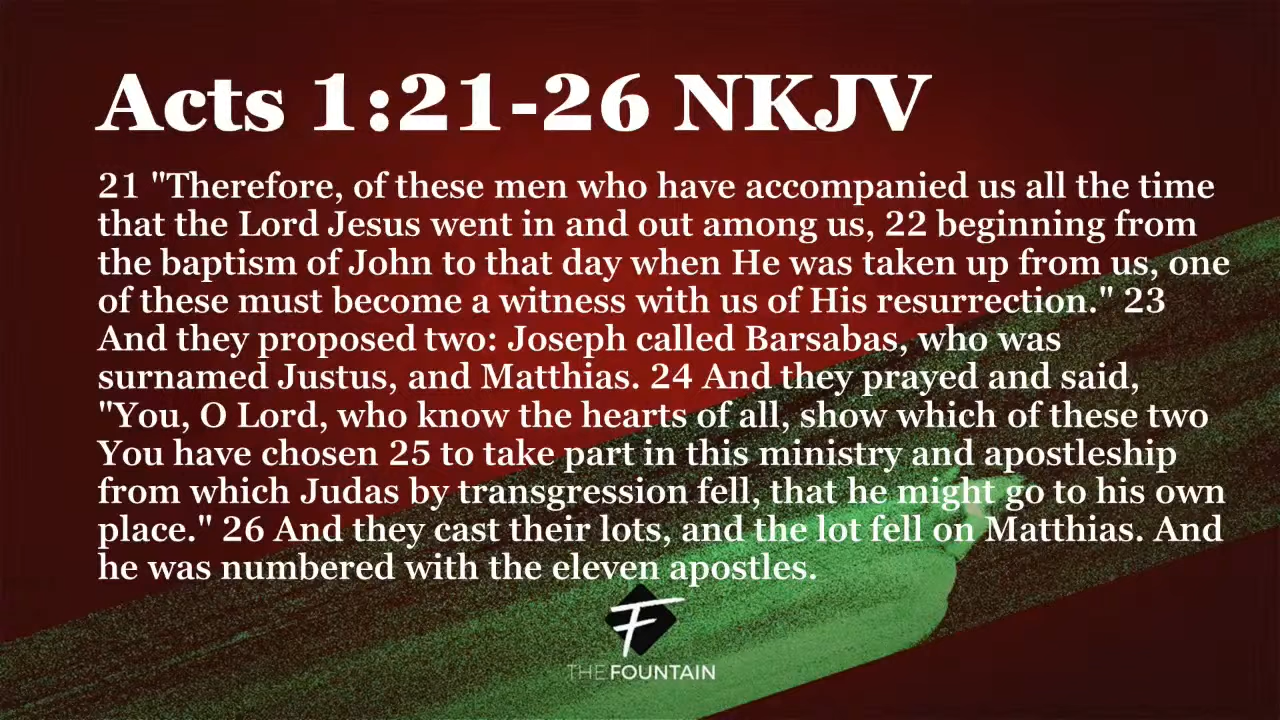 Acts 1:21-26 NKJV
21 "Therefore, of these men who have accompanied us all the time
that the Lord Jesus went in and out among us, 22 beginning from
the baptism of John to that day when He was taken up from us, one
of these must become a witness with us of His resurrection." 23
And they proposed two: Joseph called Barsabas, who was
surnamed Justus, and Matthias. 24 And they prayed and said,
"You, O Lord, who know the hearts of all, show which of these two
You have chosen 25 to take part in this ministry and apostleship
from which Judas by transgression fell, that he might go to his own
place." 26 And they cast their lots, and the lot fell on Matthias. And
he was numbered with the eleven apostles.
F
THEFOUNTAIN